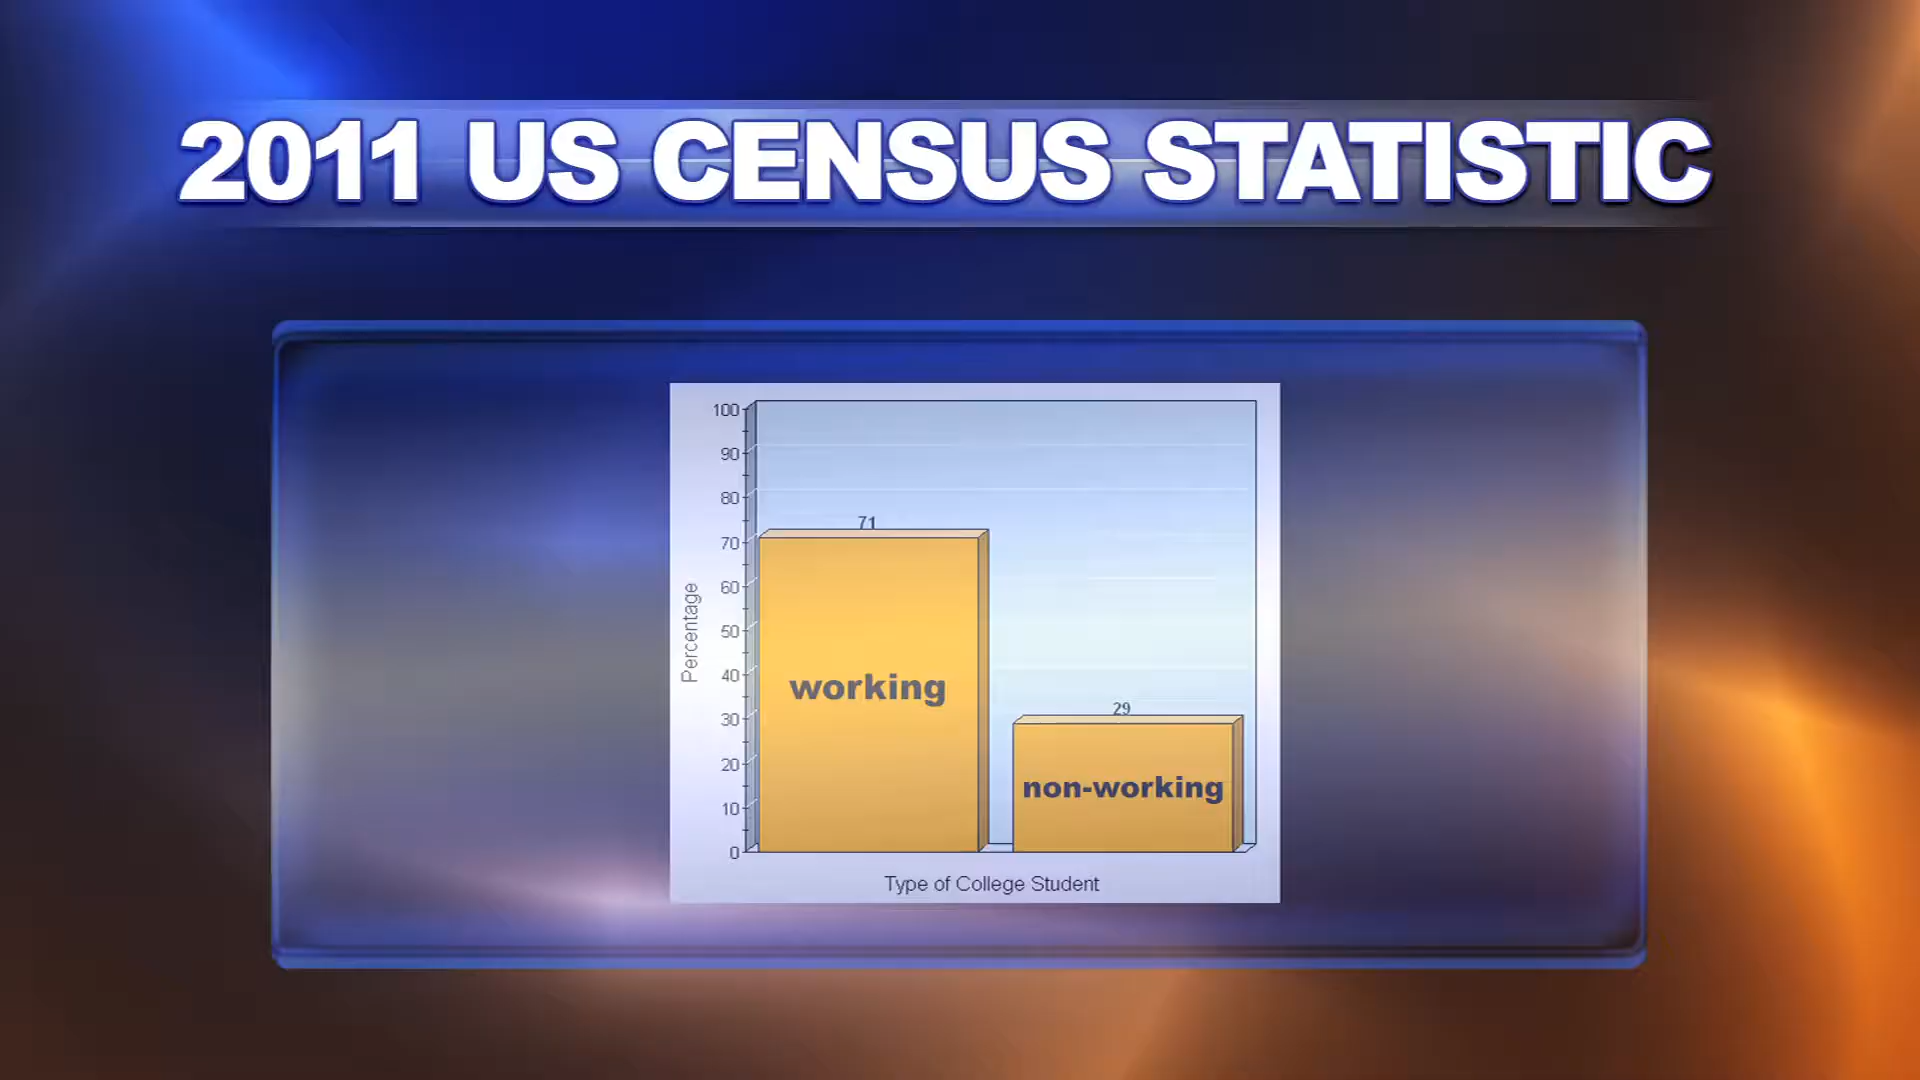 2011 US CENSUS STATISTIC
100
90
80
70
60
50
40
30
20
10
0
Percentage
71
working
29
non-working
Type of College Student